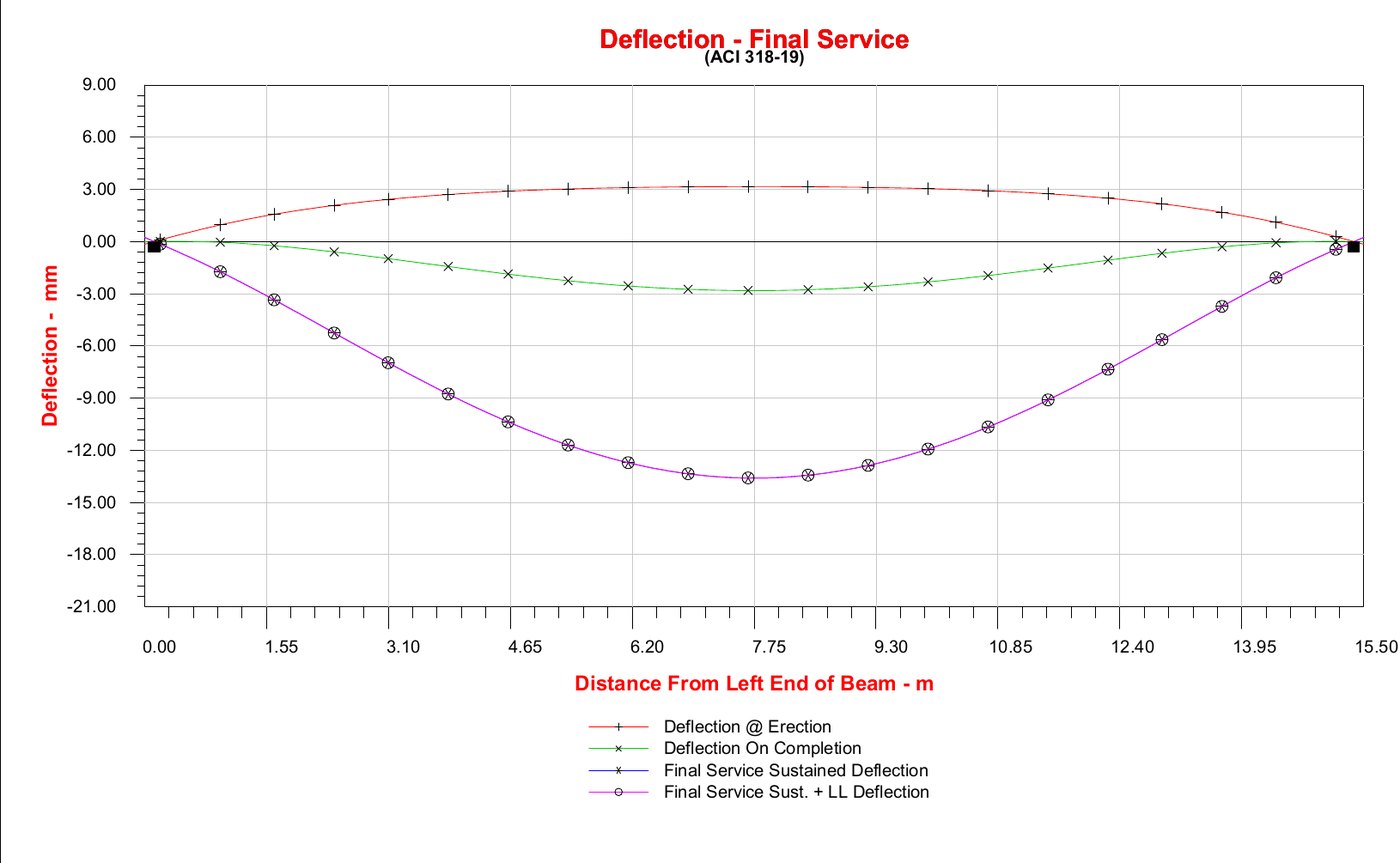 Deflection - Final Service
(ACI 318-19)
9.00
6.00
3.00
0.00
-3.00
-6.00
-9.00
-12.00
-15.00
-18.00
-21.00
Deflection - mm
0.00 1.55 3.10 4.65 6.20 7.75 9.30 10.85 12.40 13.95 15.50
Distance From Left End of Beam - m
Deflection @ Erection
Deflection On Completion
Final Service Sustained Deflection
Final Service Sust. + LL Deflection